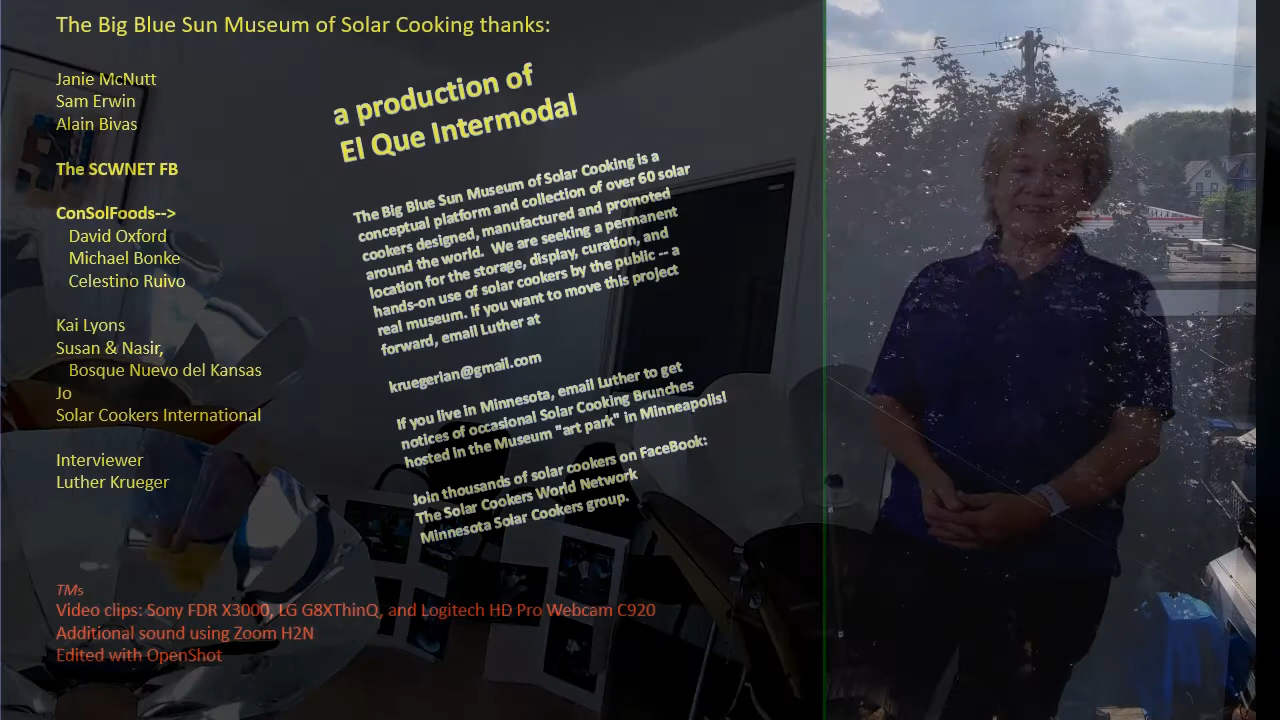 The Big Blue Sun Museum of Solar Cooking thanks:
Janie McNutt
Sam Erwin
Alain Bivas
The SCWNET FB
ConSolFoods-->
David Oxford
Michael Bonke
Celestino Ruivo
Kai Lyons
Susan & Nasir,
Bosque Nuevo del Kansas
Jo
Solar Cookers International
Interviewer
Luther Krueger
a production of
El Que Intermodal
The Big Blue Sun Museum of Solar Cooking is a
conceptual platform and collection of over 60 solar
cookers designed, manufactured and promoted
around the world. We are seeking a permanent
location for the storage, display, curation, and
hands-on use of solar cookers by the public -- a
real museum. If you want to move this project
forward, email Luther at
kruegerlan@gmail.com
If you live in Minnesota, email Luther to get
notices of occasional Solar Cooking Brunches
hosted in the Museum "art park" in Minneapolis!
Join thousands of solar cookers on FaceBook:
The Solar Cookers World Network
Minnesota Solar Cookers group.
TMs
Video clips: Sony FDR X3000, LG G8XThinQ, and Logitech HD Pro Webcam C920
Additional sound using Zoom H2N
Edited with OpenShot